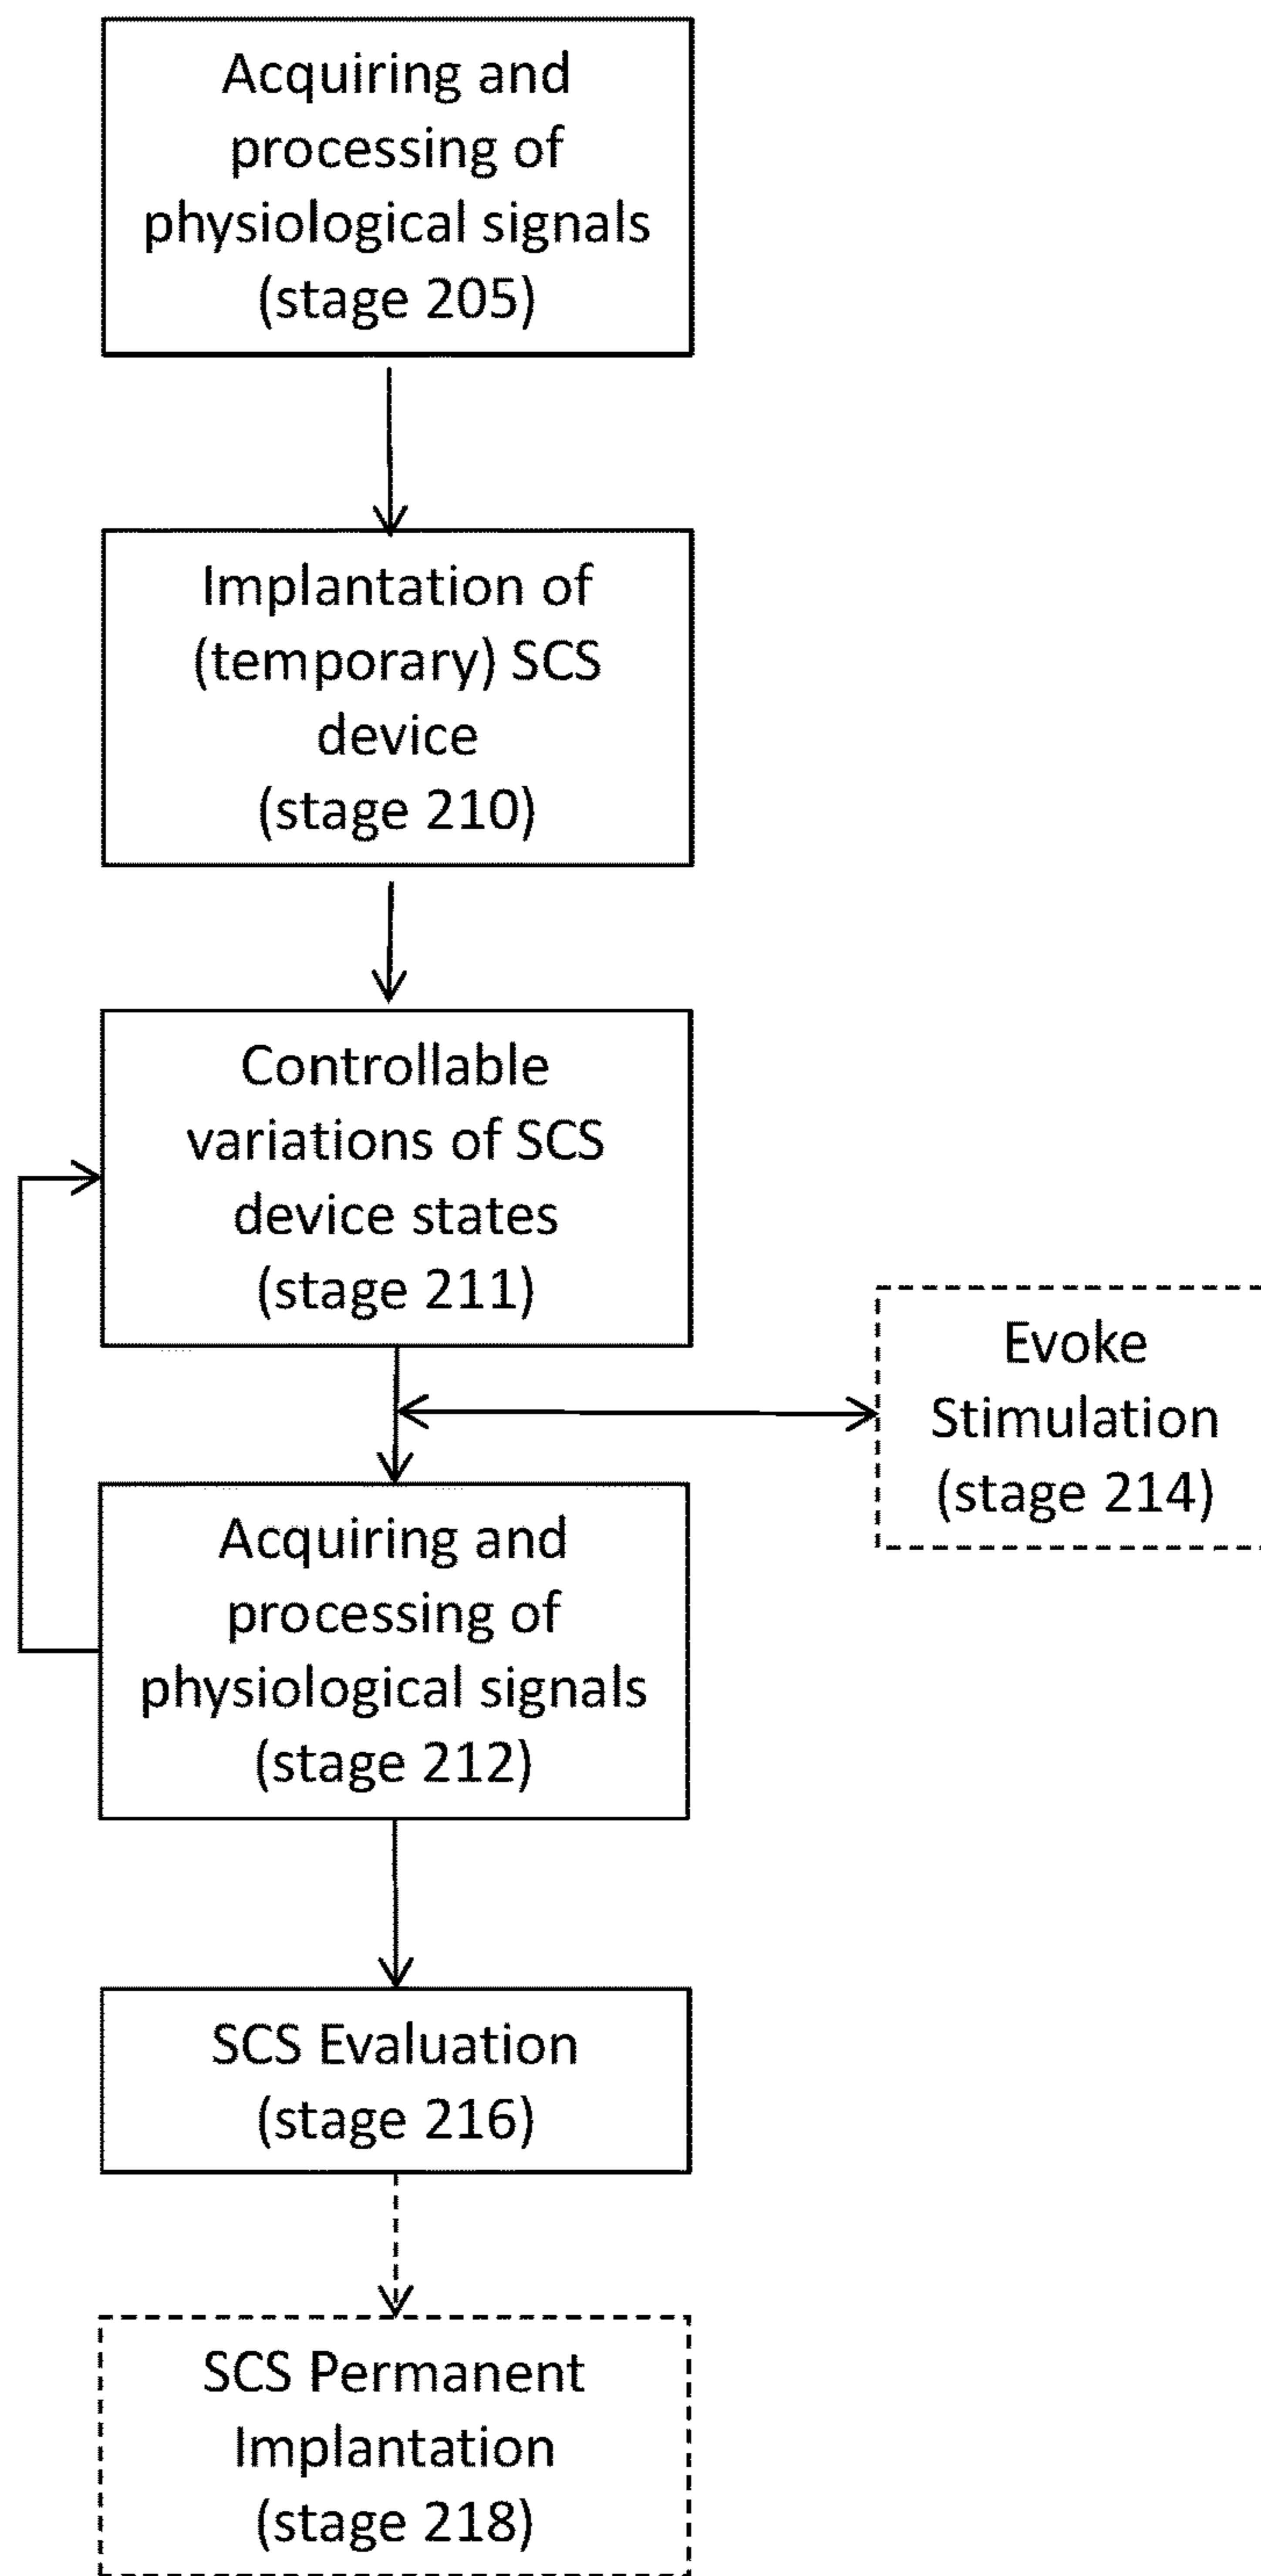 Acquiring and
processing of
physiological signals
(stage 205)
Implantation of
(temporary) SCS
device
(stage 210)
Controllable
variations of SCS
device states
(stage 211)
Evoke
Stimulation
(stage 214)
Acquiring and
processing of
physiological signals
(stage 212)
SCS Evaluation
(stage 216)
SCS Permanent
Implantation
(stage 218)